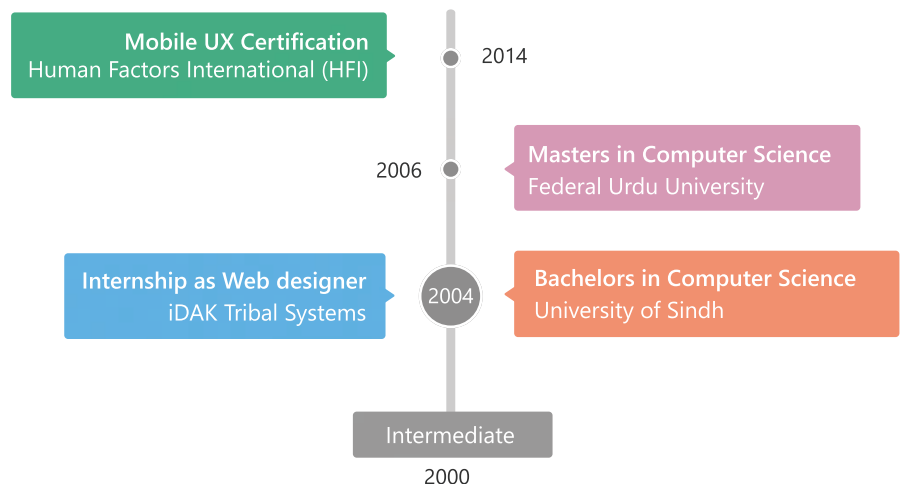 Mobile UX Certification
Human Factors International (HFI)
2014
2006
Masters in Computer Science
Federal Urdu University
Internship as Web designer
iDAK Tribal Systems
2004
Bachelors in Computer Science
University of Sindh
Intermediate
2000